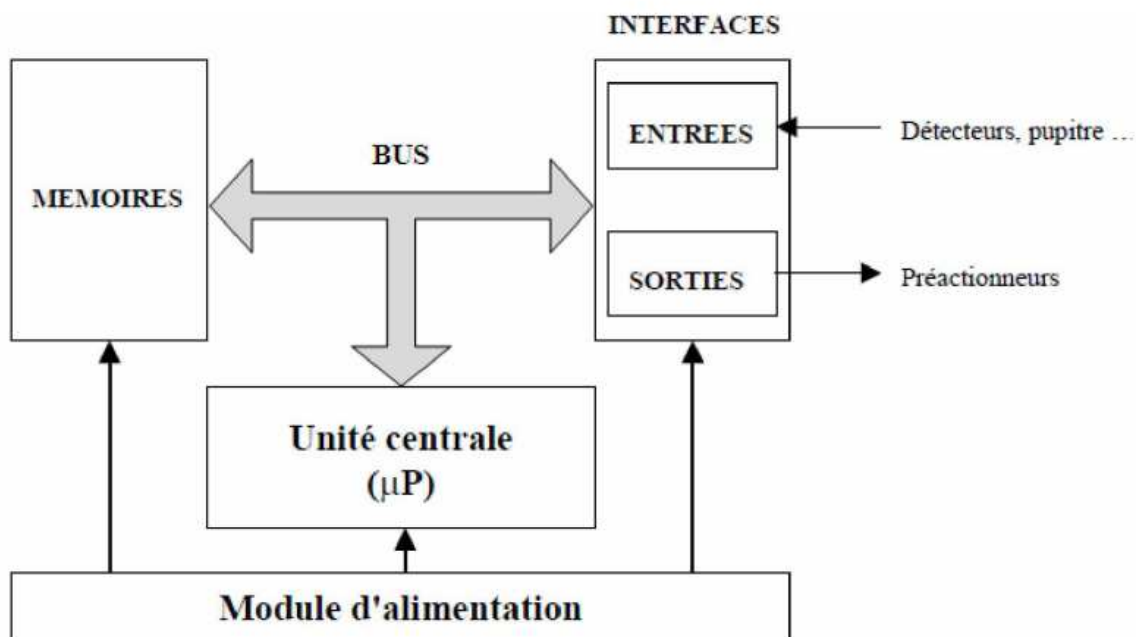 INTERFACES
ENTREES
Détecteurs, pupitre ...
BUS
MEMOIRES
SORTIES
Préactionneurs
Unité centrale
(µP)
Module d'alimentation